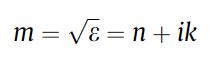 m = √ε = n + ik